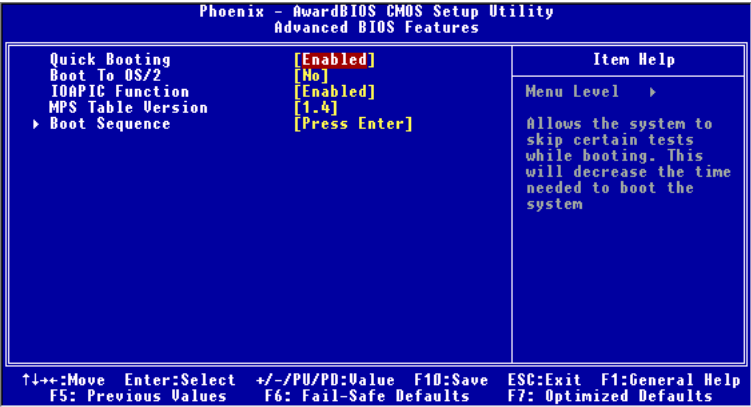 Phoenix - AwardBIOS CMOS Setup Utility
Advanced BIOS Features
Quick Booting [Enabled]
Boot To OS/2 [No]
IOAPIC Function [Enabled]
MPS Table Version [1.4]
▸ Boot Sequence [Press Enter]
Item Help
Menu Level ▸
Allows the system to
skip certain tests
while booting. This
will decrease the time
needed to boot the
system
↑↓→←:Move Enter:Select +/-/PU/PD:Value F10:Save ESC:Exit F1:General Help
F5: Previous Values F6: Fail-Safe Defaults F7: Optimized Defaults